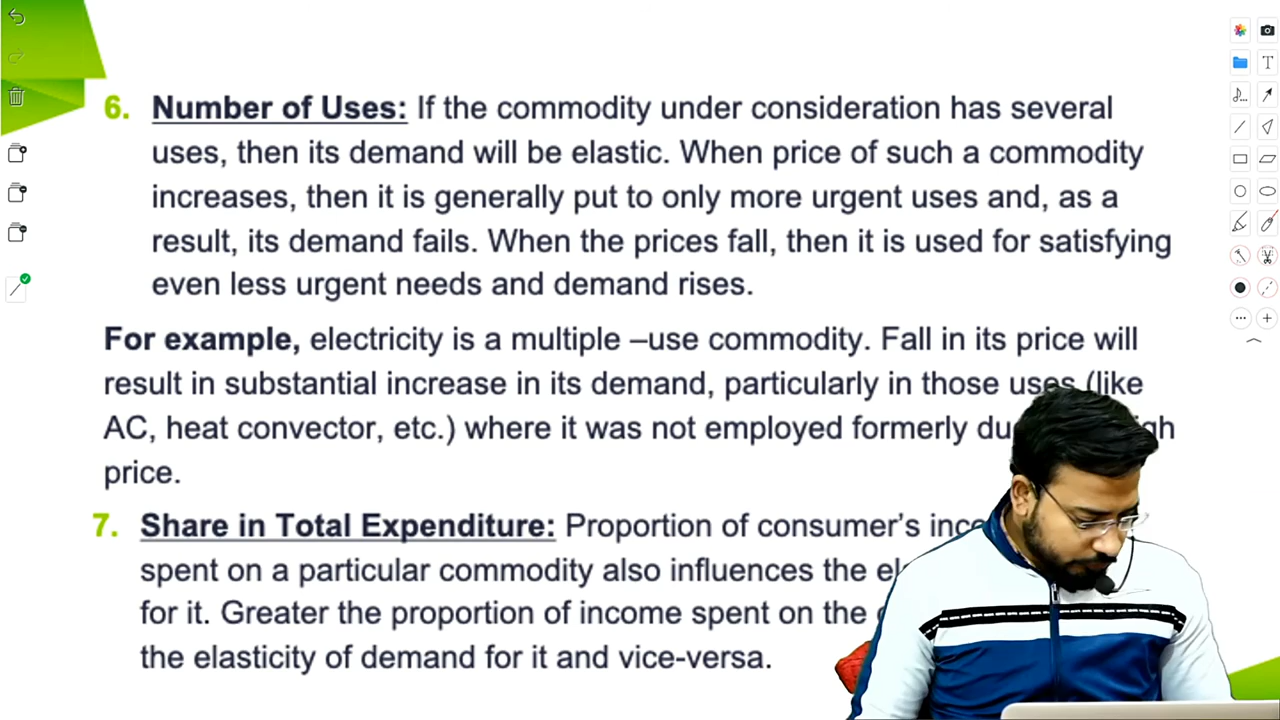 6. Number of Uses: If the commodity under consideration has several
uses, then its demand will be elastic. When price of such a commodity
increases, then it is generally put to only more urgent uses and, as a
result, its demand fails. When the prices fall, then it is used for satisfying
even less urgent needs and demand rises.
For example, electricity is a multiple –use commodity. Fall in its price will
result in substantial increase in its demand, particularly in those uses (like
AC, heat convector, etc.) where it was not employed formerly
price.
7. Share in Total Expenditure: Proportion of consumer's
spent on a particular commodity also influences the
for it. Greater the proportion of income spent on the
the elasticity of demand for it and vice-versa.